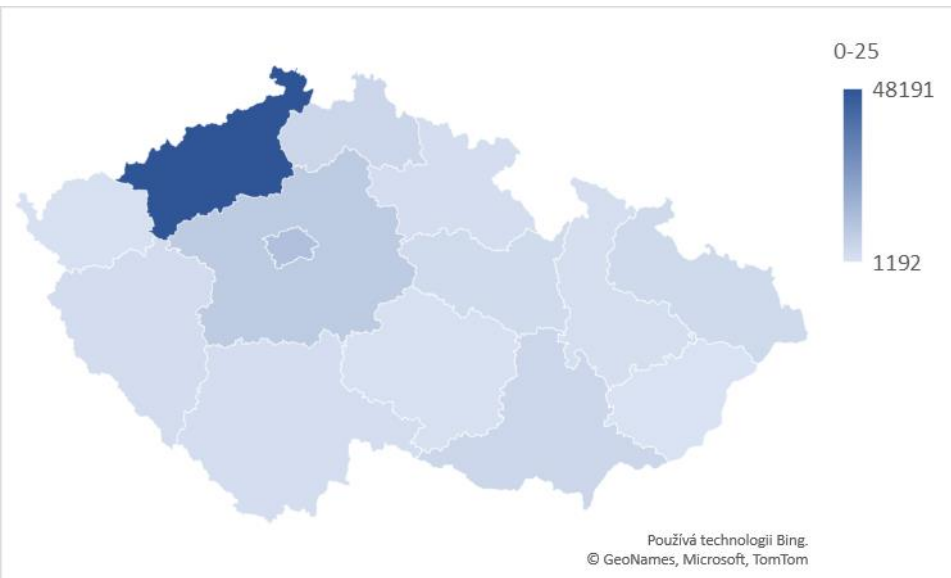 0-25
48191
1192
Používá technologii Bing.
© GeoNames, Microsoft, TomTom